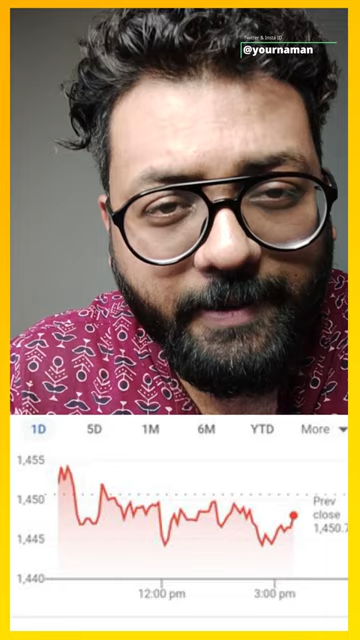 Twitter & Insta ID
@yournaman
1D 5D 1M 6M YTD More
1,455
1,450
1,445
1,440
Prev
close
1,450.7
12:00 pm 3:00 pm